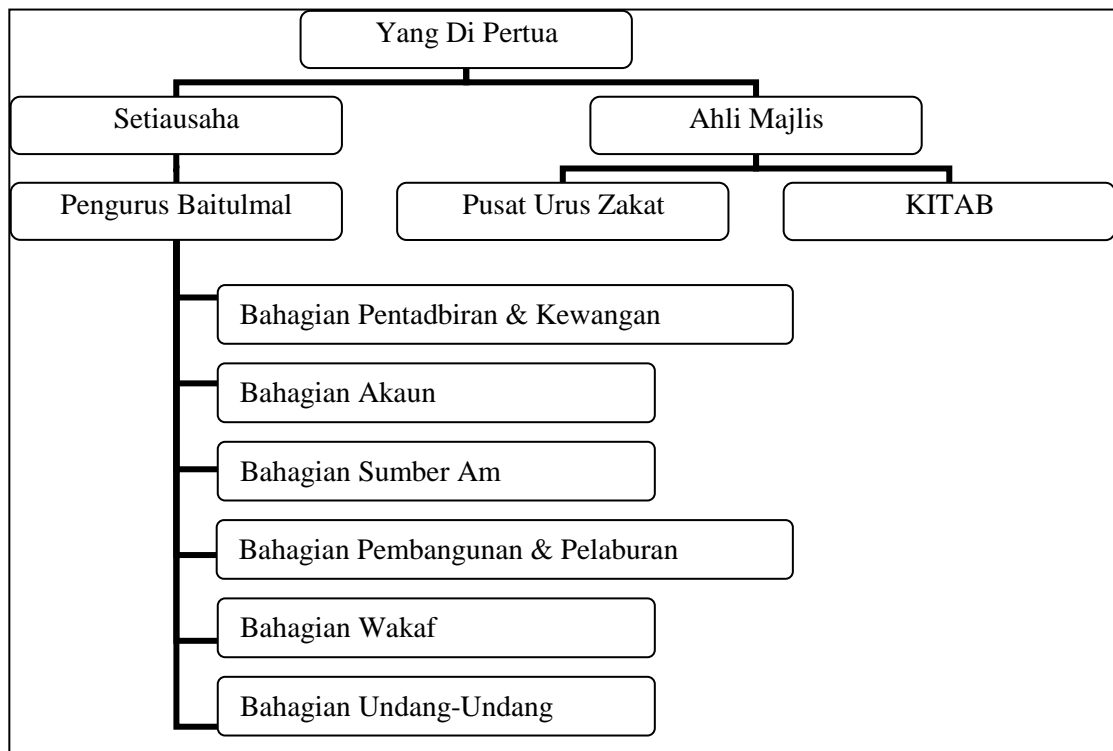 Yang Di Pertua
Setiausaha
Ahli Majlis
Pengurus Baitulmal
Pusat Urus Zakat
KITAB
Bahagian Pentadbiran & Kewangan
Bahagian Akaun
Bahagian Sumber Am
Bahagian Pembangunan & Pelaburan
Bahagian Wakaf
Bahagian Undang-Undang